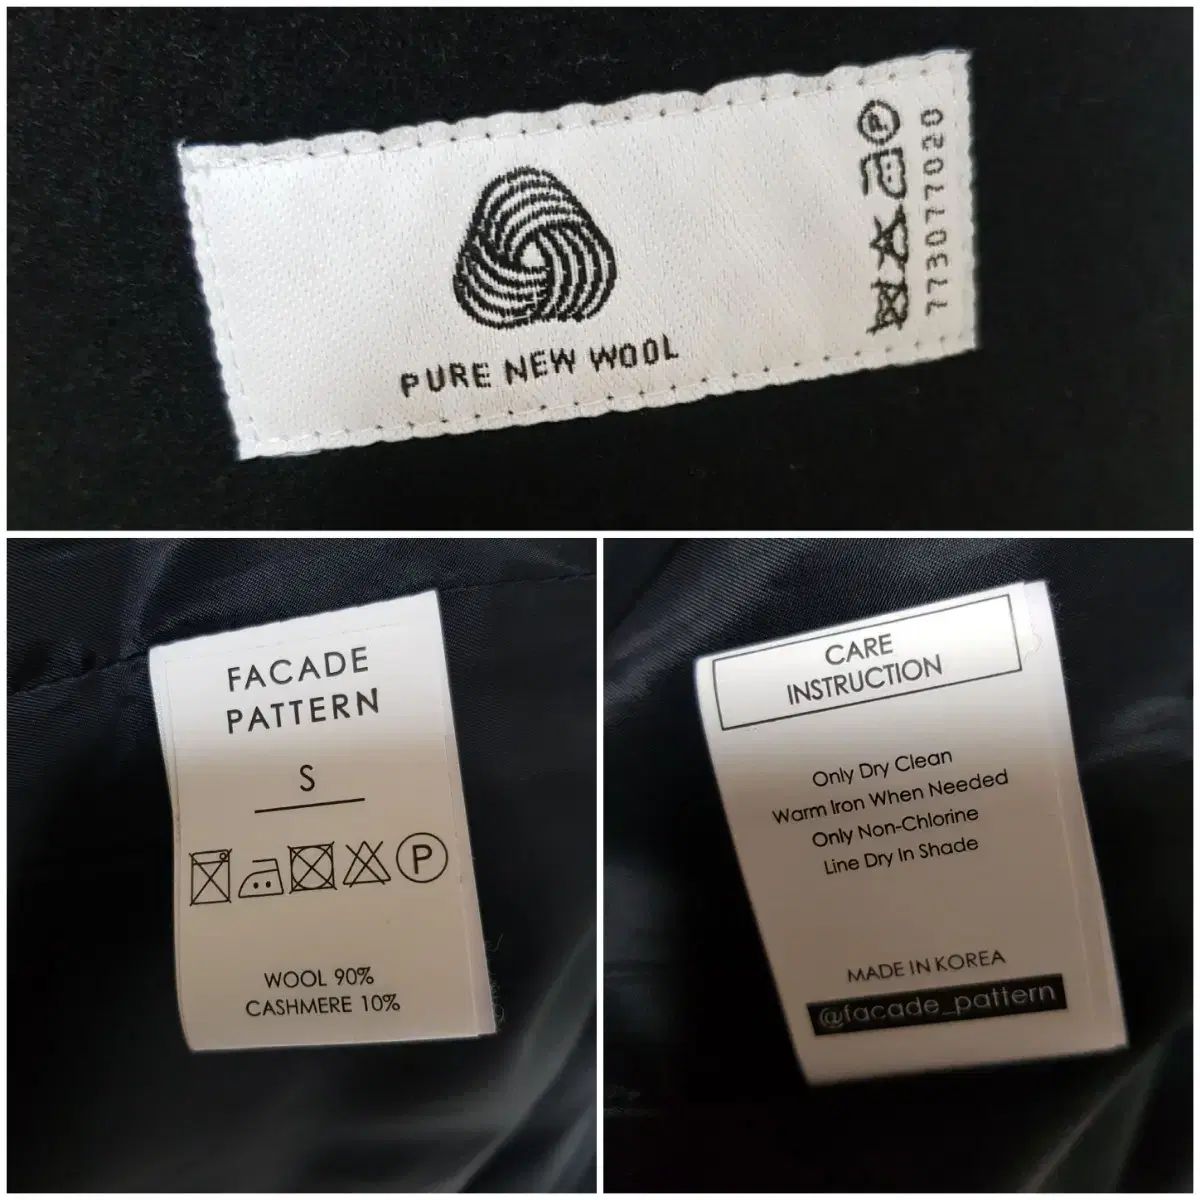 PURE NEW WOOL
773077020
P
FACADE
PATTERN
S
P
WOOL 90%
CASHMERE 10%
CARE
INSTRUCTION
Only Dry Clean
Warm Iron When Needed
Only Non-Chlorine
Line Dry In Shade
MADE IN KOREA
@facade_pattern